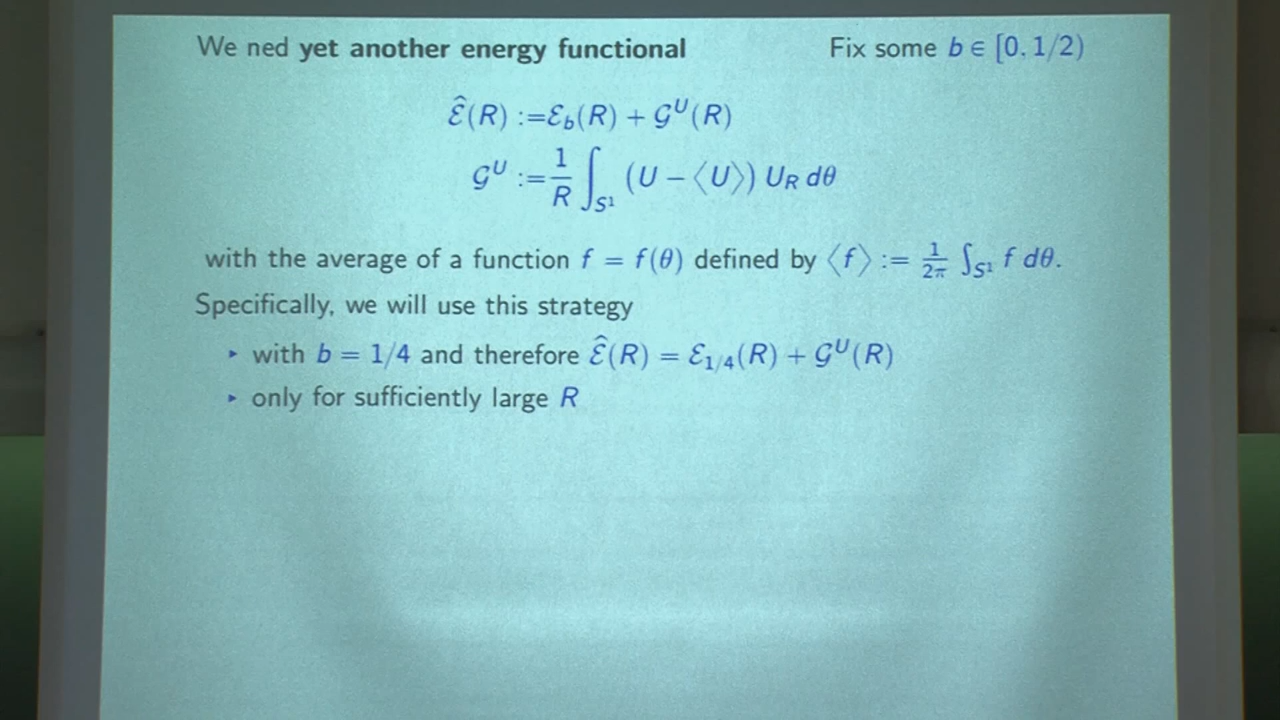 We ned yet another energy functional Fix some b ∈ [0, 1/2)
ℰ̂(R) := ℰ_b(R) + 𝒢^U(R)
𝒢^U := 1/R ∫_{S¹} (U − ⟨U⟩) U_R dθ
with the average of a function f = f(θ) defined by ⟨f⟩ := 1/2π ∫_{S¹} f dθ.
Specifically, we will use this strategy
▸ with b = 1/4 and therefore ℰ̂(R) = ℰ_{1/4}(R) + 𝒢^U(R)
▸ only for sufficiently large R